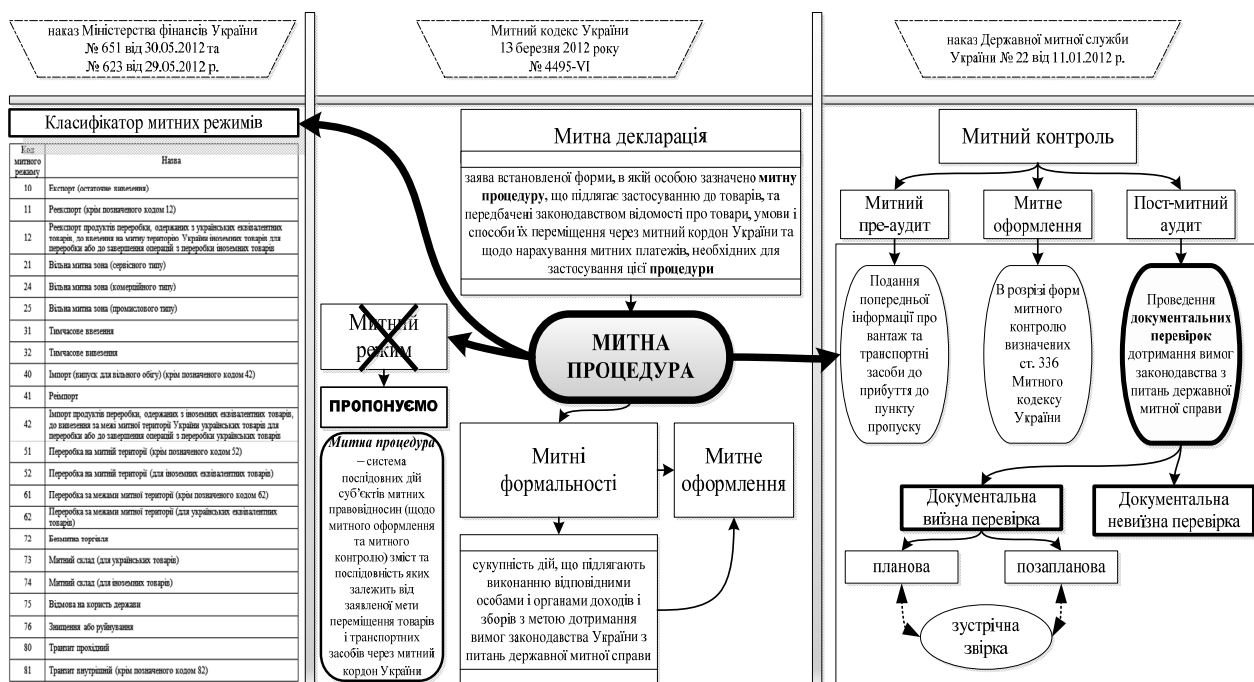 наказ Міністерства фінансів України
№ 651 від 30.05.2012 та
№ 623 від 29.05.2012 р.
Митний кодекс України
13 березня 2012 року
№ 4495-VI
наказ Державної митної служби
України № 22 від 11.01.2012 р.
Класифікатор митних режимів
Код
митного
режиму
Назва
10 Експорт (остаточне вивезення)
11 Реекспорт (крім позначеного кодом 12)
12 Реекспорт продуктів переробки, одержаних з українських еквівалентних
товарів, до ввезення на митну територію України іноземних товарів для
переробки або до завершення операцій з переробки іноземних товарів
21 Вільна митна зона (сервісного типу)
24 Вільна митна зона (комерційного типу)
25 Вільна митна зона (промислового типу)
31 Тимчасове ввезення
32 Тимчасове вивезення
40 Імпорт (випуск для вільного обігу) (крім позначеного кодом 42)
41 Реімпорт
42 Імпорт продуктів переробки, одержаних з іноземних еквівалентних товарів,
до вивезення за межі митної території України українських товарів для
переробки або до завершення операцій з переробки українських товарів
51 Переробка на митній території (крім позначеного кодом 52)
52 Переробка на митній території (для іноземних еквівалентних товарів)
61 Переробка за межами митної території (крім позначеного кодом 62)
62 Переробка за межами митної території (для українських еквівалентних
товарів)
72 Безмитна торгівля
73 Митний склад (для українських товарів)
74 Митний склад (для іноземних товарів)
75 Відмова на користь держави
76 Знищення або руйнування
80 Транзит прохідний
81 Транзит внутрішній (крім позначеного кодом 82)
Митна декларація
заява встановленої форми, в якій особою зазначено митну
процедуру, що підлягає застосуванню до товарів, та
передбачені законодавством відомості про товари, умови і
способи їх переміщення через митний кордон України та
щодо нарахування митних платежів, необхідних для
застосування цієї процедури
Митний
режим
МИТНА
ПРОЦЕДУРА
ПРОПОНУЄМО
Митна процедура
– система
послідовних дій
суб’єктів митних
правовідносин (щодо
митного оформлення
та митного
контролю) зміст та
послідовність яких
залежить від
заявленої мети
переміщення товарів
і транспортних
засобів через митний
кордон України
Митні
формальності
Митне
оформлення
сукупність дій, що підлягають
виконанню відповідними
особами і органами доходів і
зборів з метою дотримання
вимог законодавства України з
питань державної митної справи
Митний контроль
Митний
пре-аудит
Митне
оформлення
Пост-митний
аудит
Подання
попередньої
інформації про
вантаж та
транспортні
засоби до
прибуття до
пункту
пропуску
В розрізі форм
митного
контролю
визначених
ст. 336
Митного
кодексу
України
Проведення
документальних
перевірок
дотримання вимог
законодавства з
питань державної
митної справи
Документальна
виїзна перевірка
Документальна
невиїзна перевірка
планова
позапланова
зустрічна
звірка